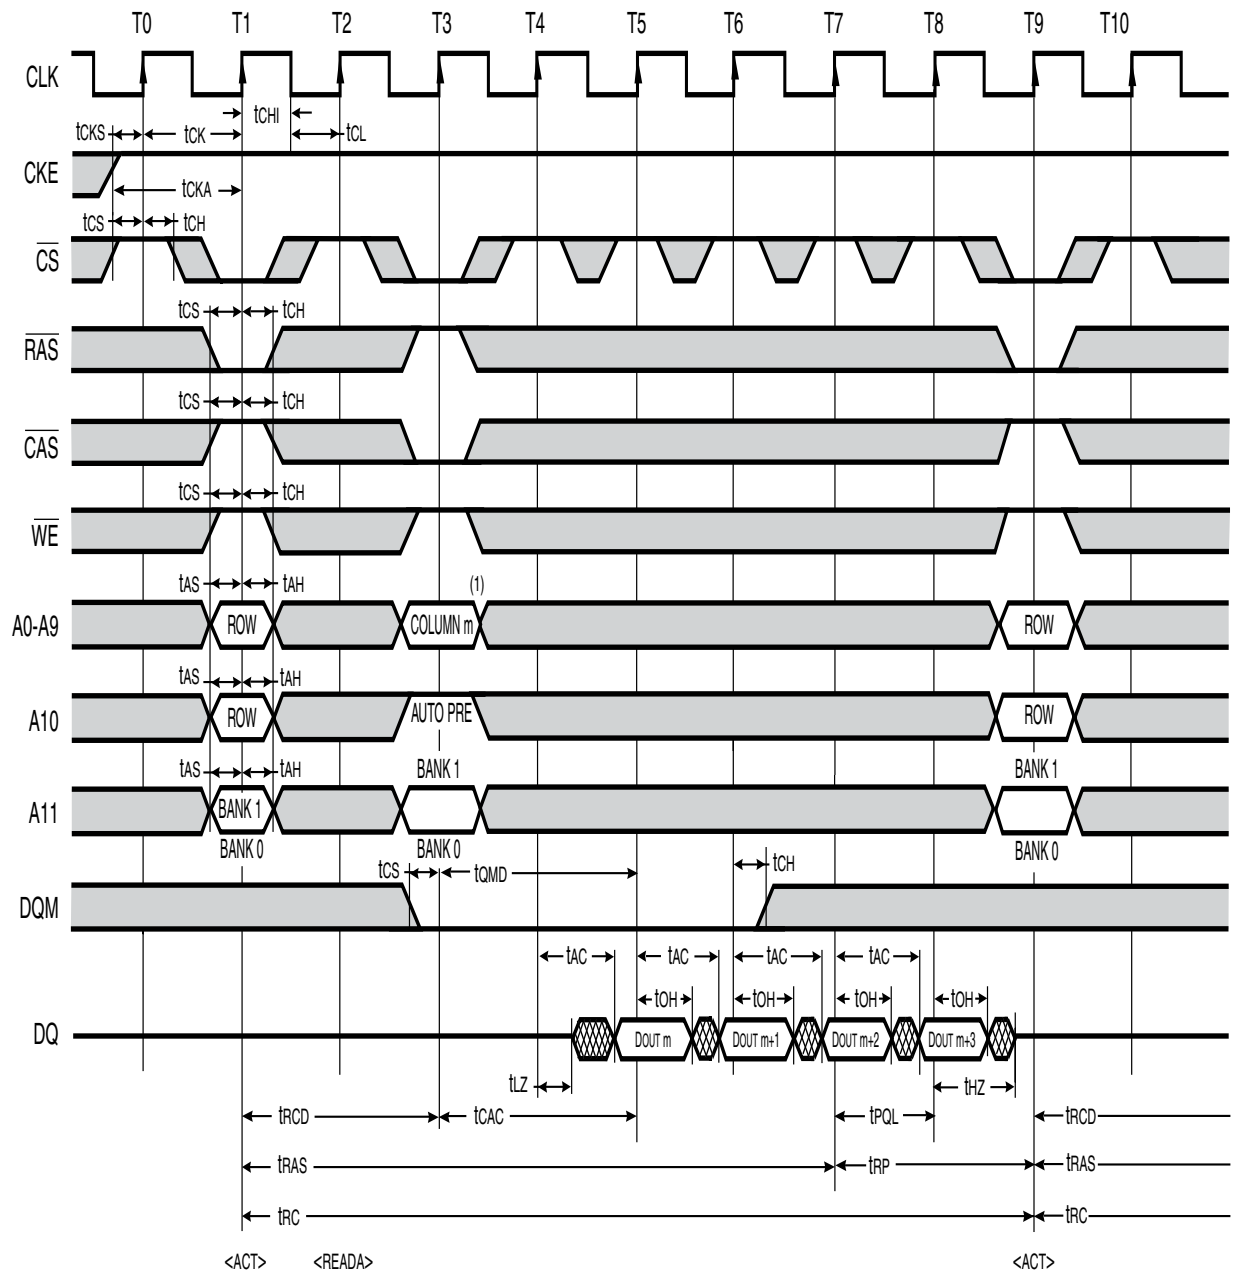 T0 T1 T2 T3 T4 T5 T6 T7 T8 T9 T10
CLK
tCHI
tCKS tCK tCL
CKE
tCKA
tCS tCH
CS
tCS tCH
RAS
tCS tCH
CAS
tCS tCH
WE
tAS tAH (1)
A0-A9 ROW COLUMN m ROW
tAS tAH
A10 ROW AUTO PRE ROW
tAS tAH BANK 1 BANK 1
A11 BANK 1
BANK 0 BANK 0 BANK 0
tCS tQMD tCH
DQM
tAC tAC tAC tAC
tOH tOH tOH tOH
DQ DOUT m DOUT m+1 DOUT m+2 DOUT m+3
tLZ tHZ
tRCD tCAC tPQL tRCD
tRAS tRP tRAS
tRC tRC
<ACT> <READA> <ACT>